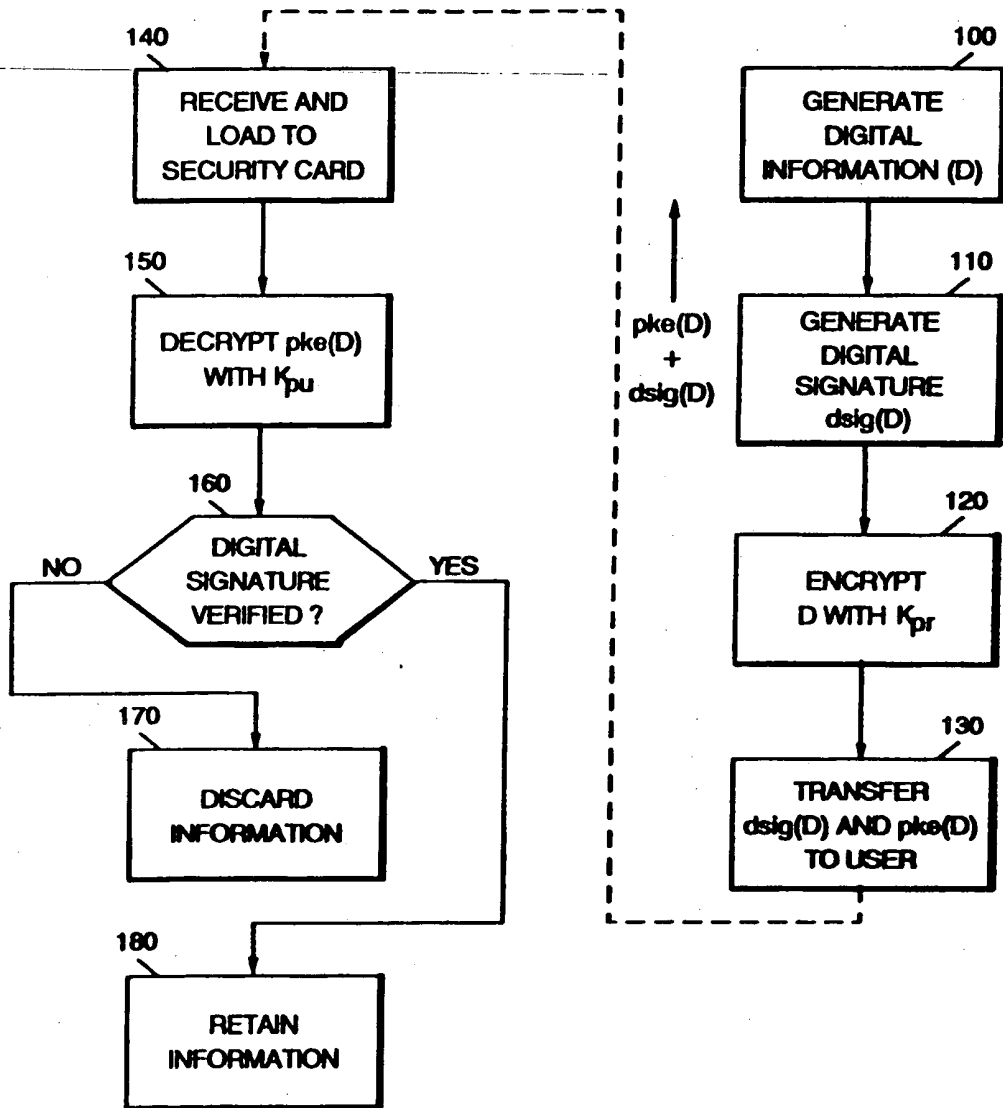 140
RECEIVE AND
LOAD TO
SECURITY CARD
150
DECRYPT pke(D)
WITH Kpu
160
DIGITAL
SIGNATURE
VERIFIED ?
NO
YES
170
DISCARD
INFORMATION
180
RETAIN
INFORMATION
pke(D)
+
dsig(D)
100
GENERATE
DIGITAL
INFORMATION (D)
110
GENERATE
DIGITAL
SIGNATURE
dsig(D)
120
ENCRYPT
D WITH Kpr
130
TRANSFER
dsig(D) AND pke(D)
TO USER